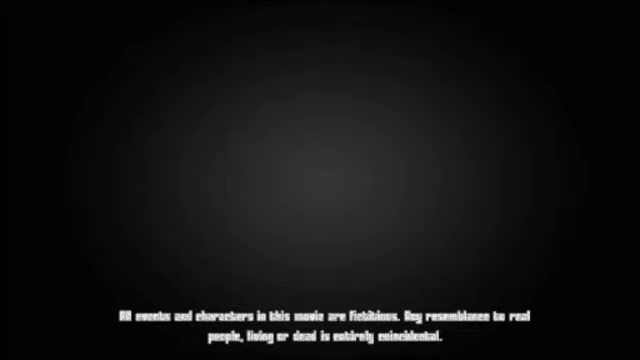 All events and characters in this movie are Fictitious. Any resemblance to real
people, living or dead is entirely coincidental.